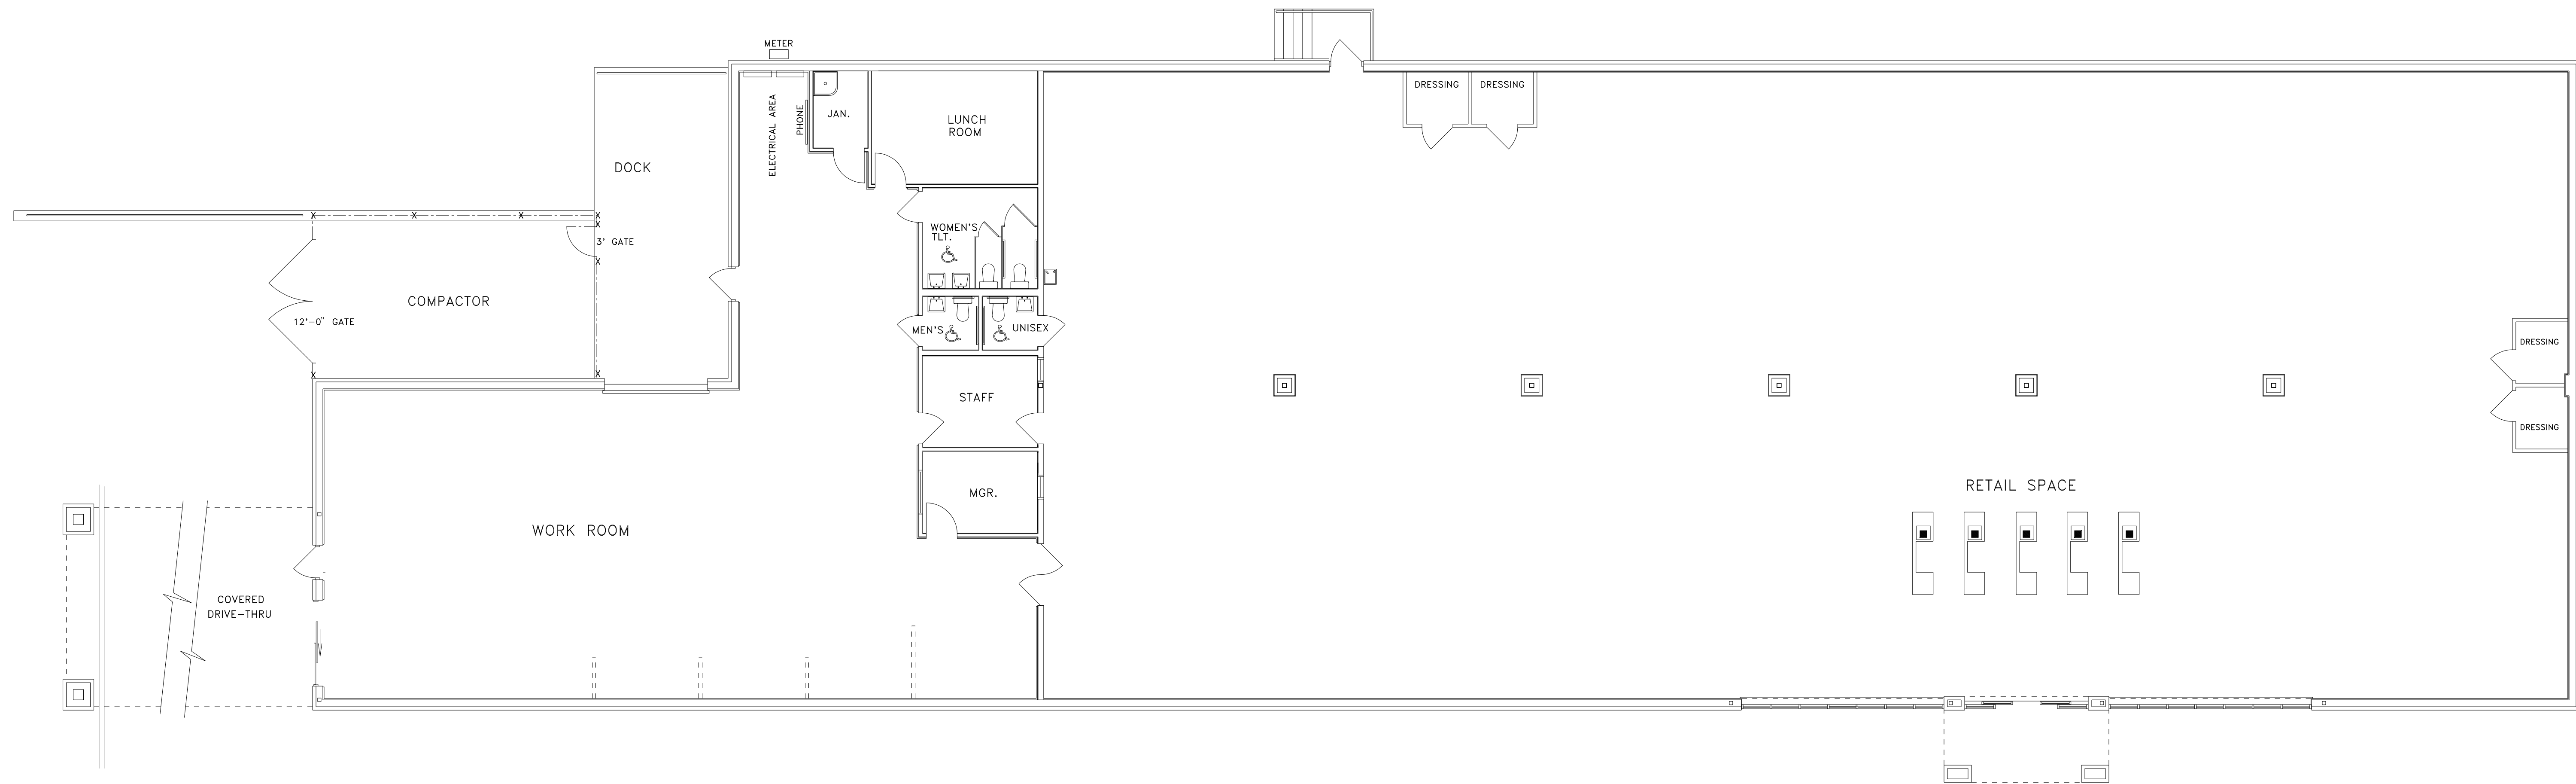 METER
DRESSING
DRESSING
ELECTRICAL AREA
PHONE
JAN.
LUNCH
ROOM
DOCK
WOMEN'S
TLT.
3' GATE
COMPACTOR
12'-0" GATE
MEN'S
UNISEX
DRESSING
STAFF
DRESSING
RETAIL SPACE
MGR.
WORK ROOM
COVERED
DRIVE-THRU
X
X
X
X
X
X
X
X